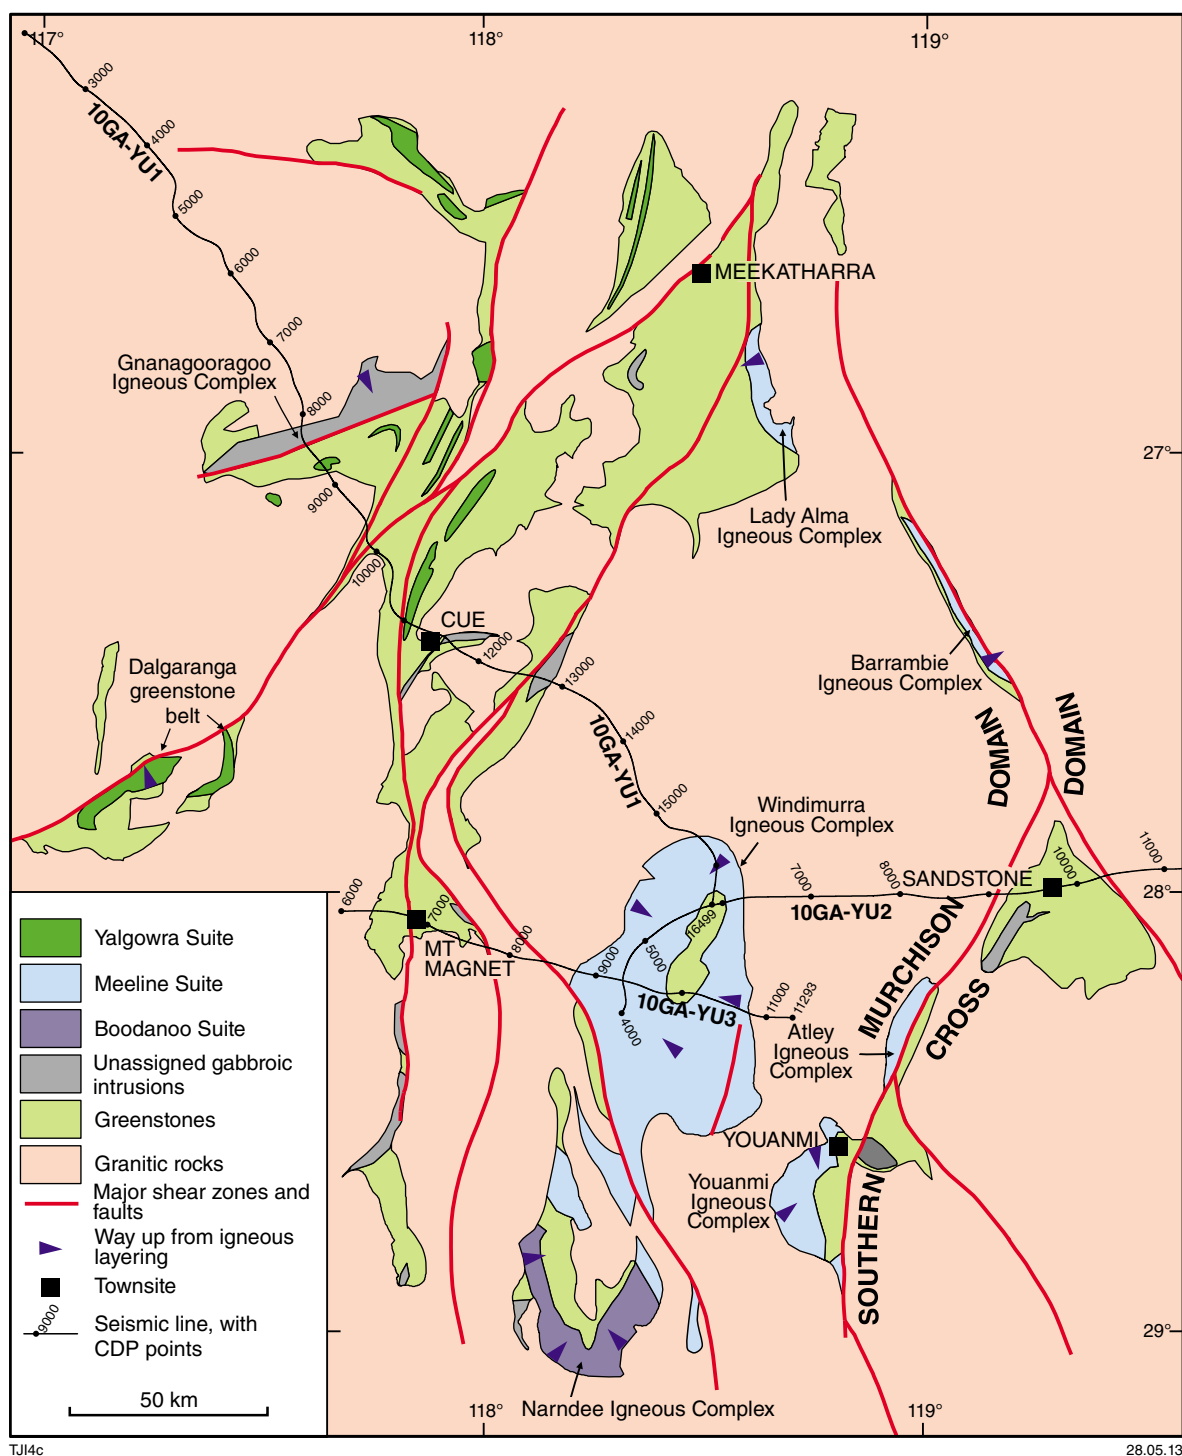 117°
118°
119°
3000
10GA-YU1
4000
5000
6000
MEEKATHARRA
7000
Gnanagooragoo
Igneous Complex
8000
27°
9000
Lady Alma
Igneous Complex
10000
CUE
12000
Dalgaranga
greenstone
belt
13000
Barrambie
Igneous Complex
10GA-YU1
14000
DOMAIN
DOMAIN
15000
Windimurra
Igneous Complex
11000
6000
7000
8000
SANDSTONE
10000
28°
10GA-YU2
7000
MT
MAGNET
8000
16499
5000
9000
MURCHISON
4000
10GA-YU3
11000
11293
CROSS
Atley
Igneous
Complex
YOUANMI
Youanmi
Igneous
Complex
SOUTHERN
29°
Yalgowra Suite
Meeline Suite
Boodanoo Suite
Unassigned gabbroic
intrusions
Greenstones
Granitic rocks
Major shear zones and
faults
Way up from igneous
layering
Townsite
9000
Seismic line, with
CDP points
50 km
118°
Narndee Igneous Complex
119°
TJI4c
28.05.13